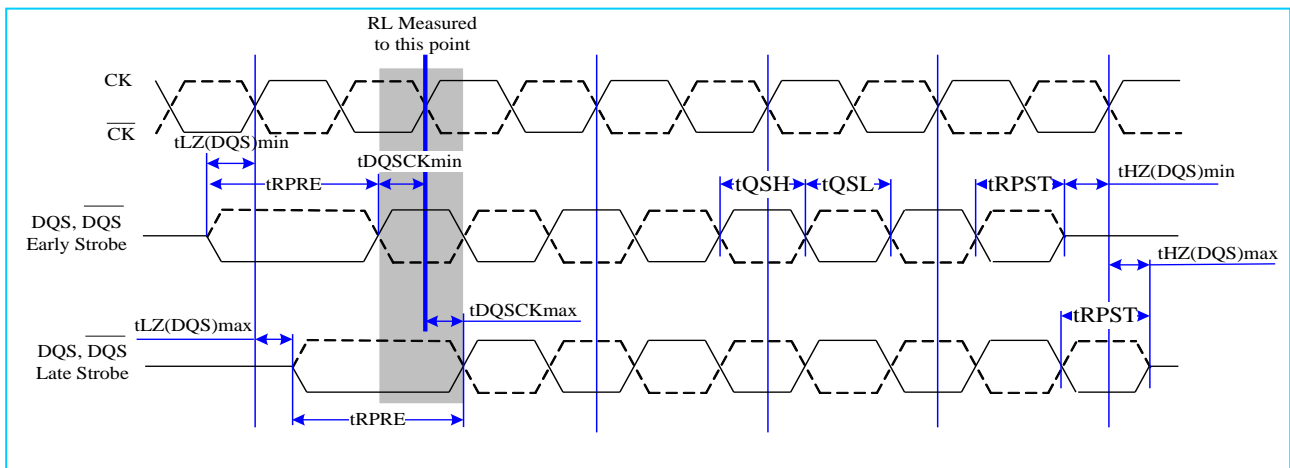 RL Measured
to this point
CK
CK
tLZ(DQS)min
tDQSCKmin
tRPRE
tQSH
tQSL
tRPST
tHZ(DQS)min
DQS, DQS
Early Strobe
tHZ(DQS)max
tLZ(DQS)max
tDQSCKmax
tRPST
DQS, DQS
Late Strobe
tRPRE